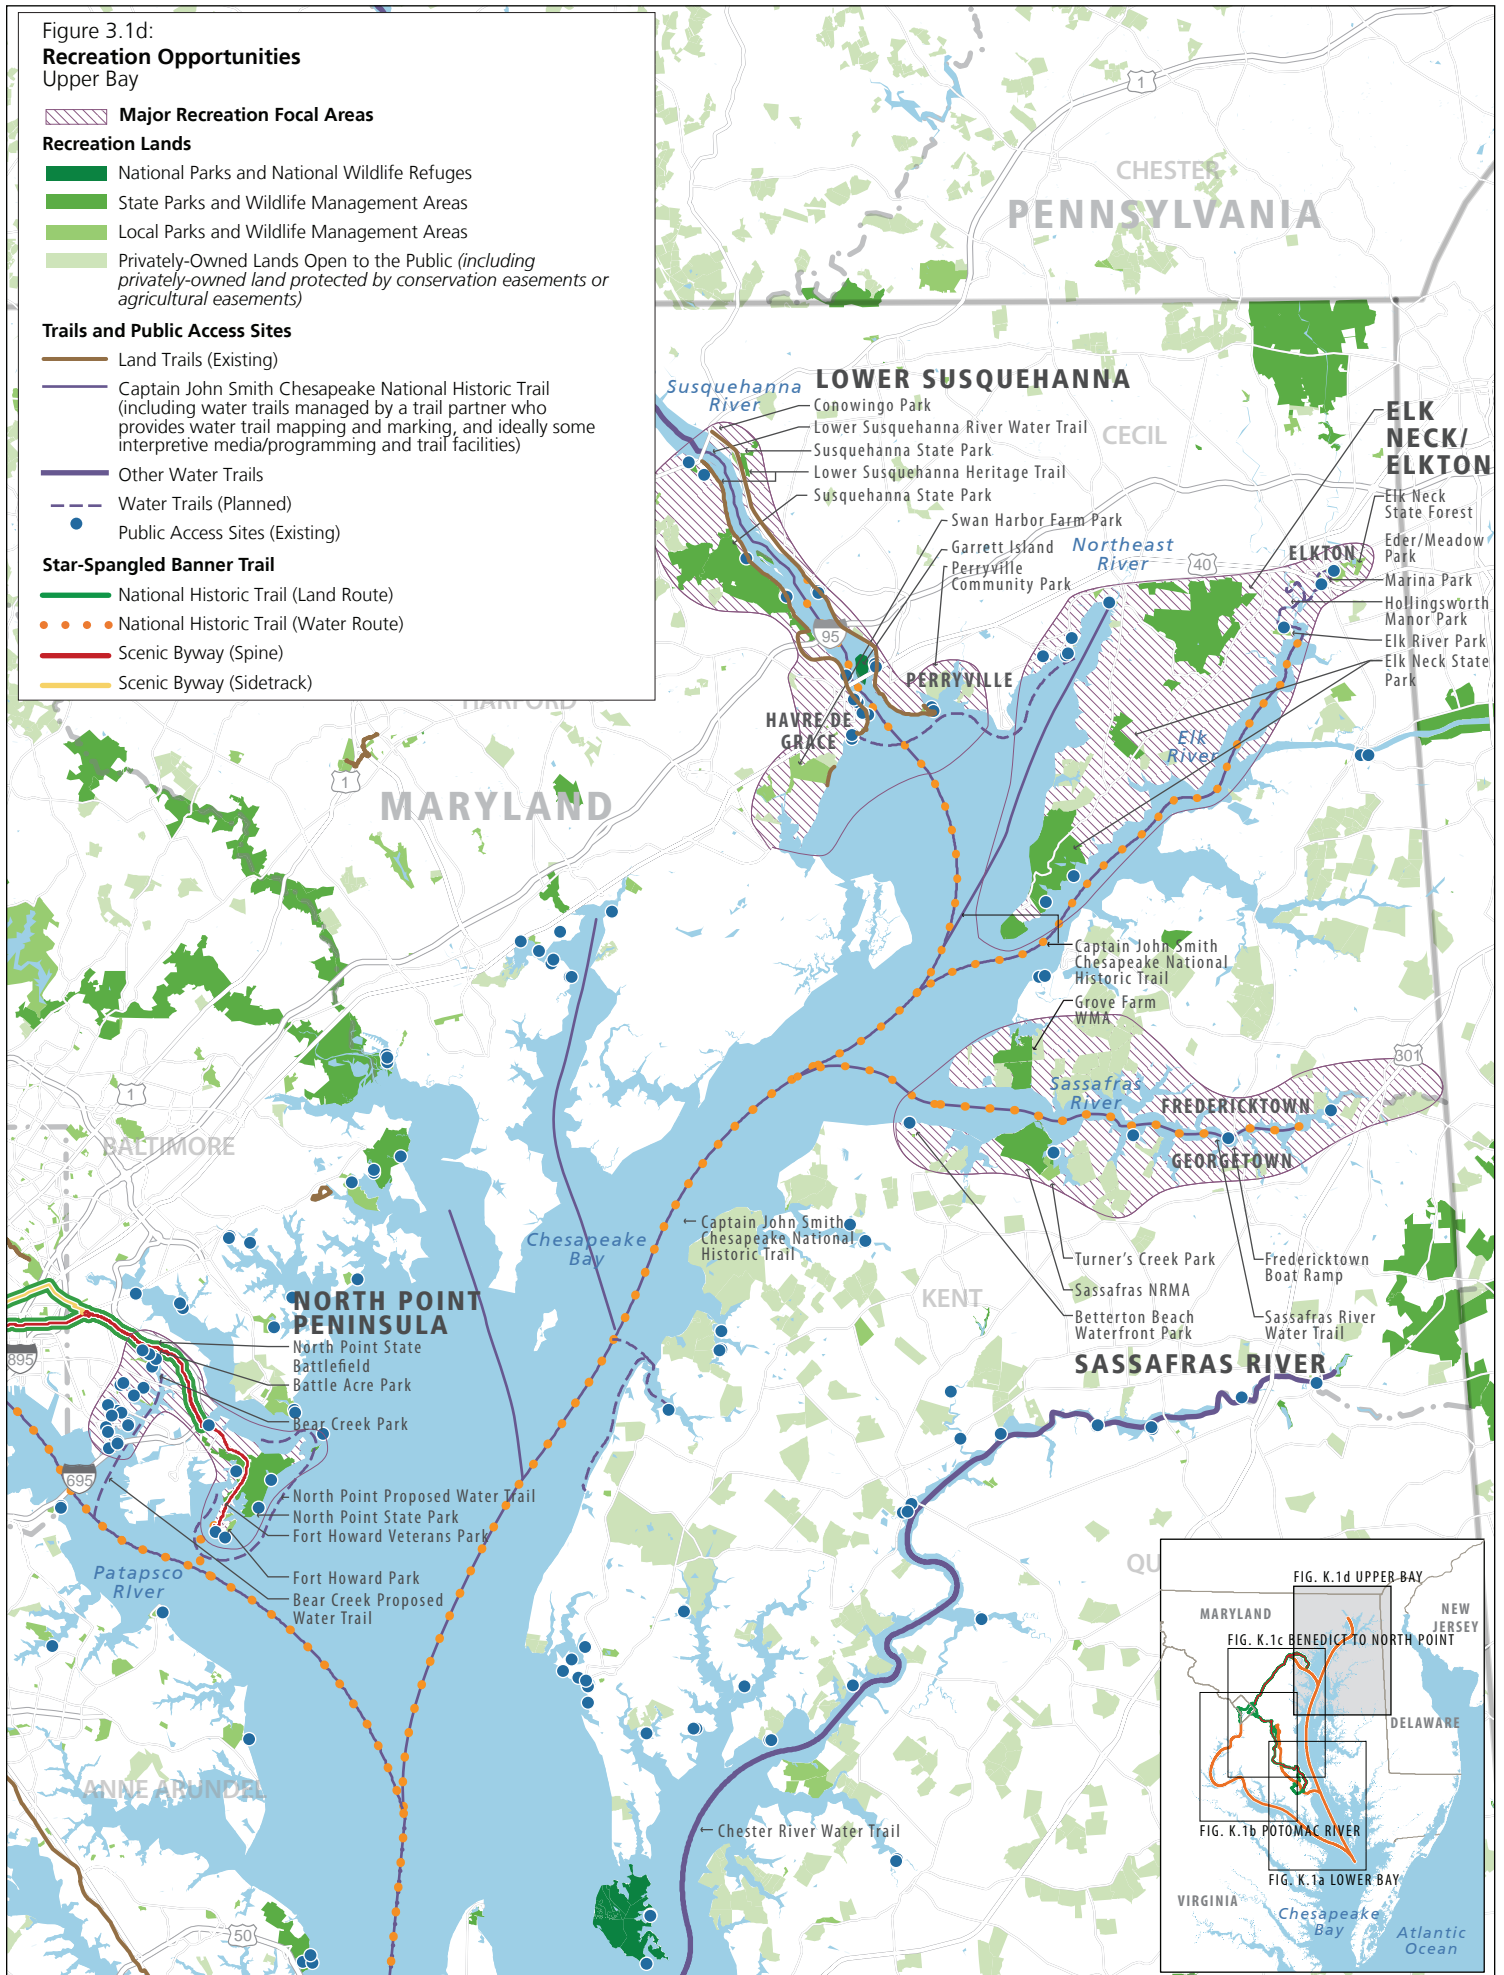 Figure 3.1d:
Recreation Opportunities
Upper Bay
Major Recreation Focal Areas
Recreation Lands
National Parks and National Wildlife Refuges
State Parks and Wildlife Management Areas
Local Parks and Wildlife Management Areas
Privately-Owned Lands Open to the Public (including
privately-owned land protected by conservation easements or
agricultural easements)
Trails and Public Access Sites
Land Trails (Existing)
Captain John Smith Chesapeake National Historic Trail
(including water trails managed by a trail partner who
provides water trail mapping and marking, and ideally some
interpretive media/programming and trail facilities)
Other Water Trails
Water Trails (Planned)
Public Access Sites (Existing)
Star-Spangled Banner Trail
National Historic Trail (Land Route)
National Historic Trail (Water Route)
Scenic Byway (Spine)
Scenic Byway (Sidetrack)
1
CHESTER
PENNSYLVANIA
Susquehanna
River
LOWER SUSQUEHANNA
Conowingo Park
Lower Susquehanna River Water Trail
Susquehanna State Park
Lower Susquehanna Heritage Trail
Susquehanna State Park
CECIL
ELK
NECK/
ELKTON
Swan Harbor Farm Park
Garrett Island
Perryville
Community Park
Northeast
River
40
ELKTON
Elk Neck
State Forest
Eder/Meadow
Park
Marina Park
Hollingsworth
Manor Park
Elk River Park
Elk Neck State
Park
95
PERRYVILLE
HAVRE DE
GRACE
Elk
River
HARFORD
1
MARYLAND
Captain John Smith
Chesapeake National
Historic Trail
Grove Farm
WMA
301
Sassafras
River
FREDERICKTOWN
GEORGETOWN
1
BALTIMORE
Captain John Smith
Chesapeake National
Historic Trail
Chesapeake
Bay
Turner's Creek Park
Sassafras NRMA
Betterton Beach
Waterfront Park
Fredericktown
Boat Ramp
Sassafras River
Water Trail
KENT
SASSAFRAS RIVER
NORTH POINT
PENINSULA
North Point State
Battlefield
Battle Acre Park
Bear Creek Park
895
695
North Point Proposed Water Trail
North Point State Park
Fort Howard Veterans Park
Fort Howard Park
Bear Creek Proposed
Water Trail
Patapsco
RIver
QU
ANNE ARUNDEL
Chester River Water Trail
50
FIG. K.1d UPPER BAY
MARYLAND
NEW
JERSEY
FIG. K.1c BENEDICT TO NORTH POINT
DELAWARE
FIG. K.1b POTOMAC RIVER
FIG. K.1a LOWER BAY
VIRGINIA
Chesapeake
Bay
Atlantic
Ocean